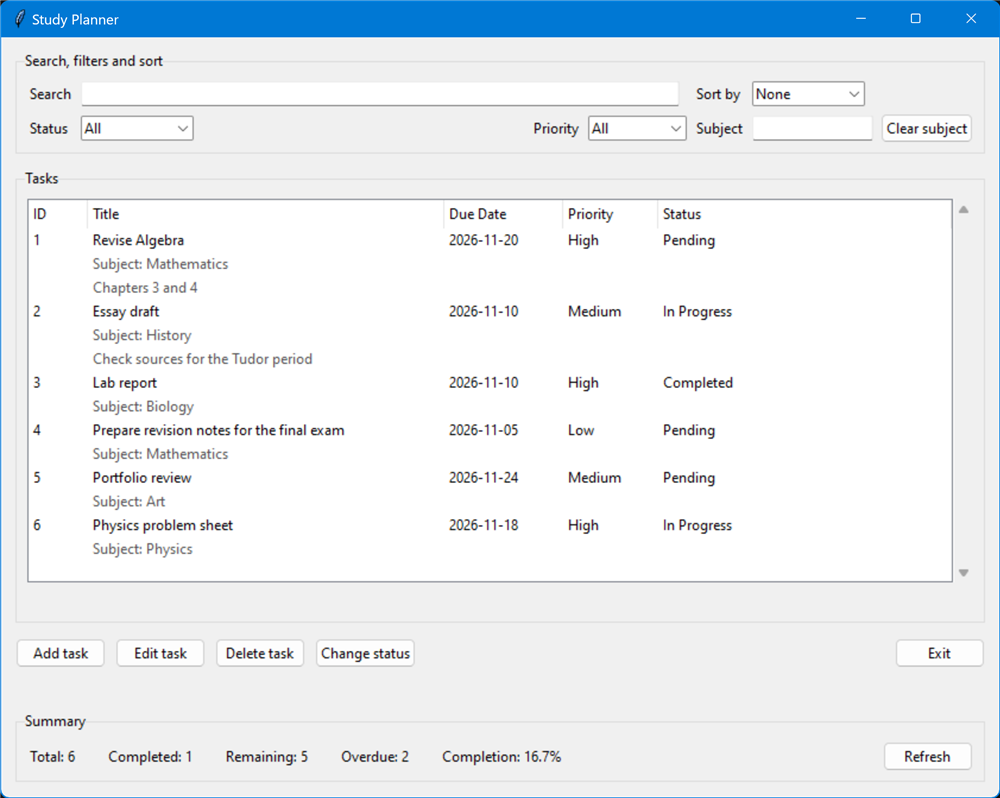 Study Planner
Search, filters and sort
Search Sort by None
Status All Priority All Subject Clear subject
Tasks
ID Title Due Date Priority Status
1 Revise Algebra 2026-11-20 High Pending
Subject: Mathematics
Chapters 3 and 4
2 Essay draft 2026-11-10 Medium In Progress
Subject: History
Check sources for the Tudor period
3 Lab report 2026-11-10 High Completed
Subject: Biology
4 Prepare revision notes for the final exam 2026-11-05 Low Pending
Subject: Mathematics
5 Portfolio review 2026-11-24 Medium Pending
Subject: Art
6 Physics problem sheet 2026-11-18 High In Progress
Subject: Physics
Add task Edit task Delete task Change status Exit
Summary
Total: 6 Completed: 1 Remaining: 5 Overdue: 2 Completion: 16.7% Refresh